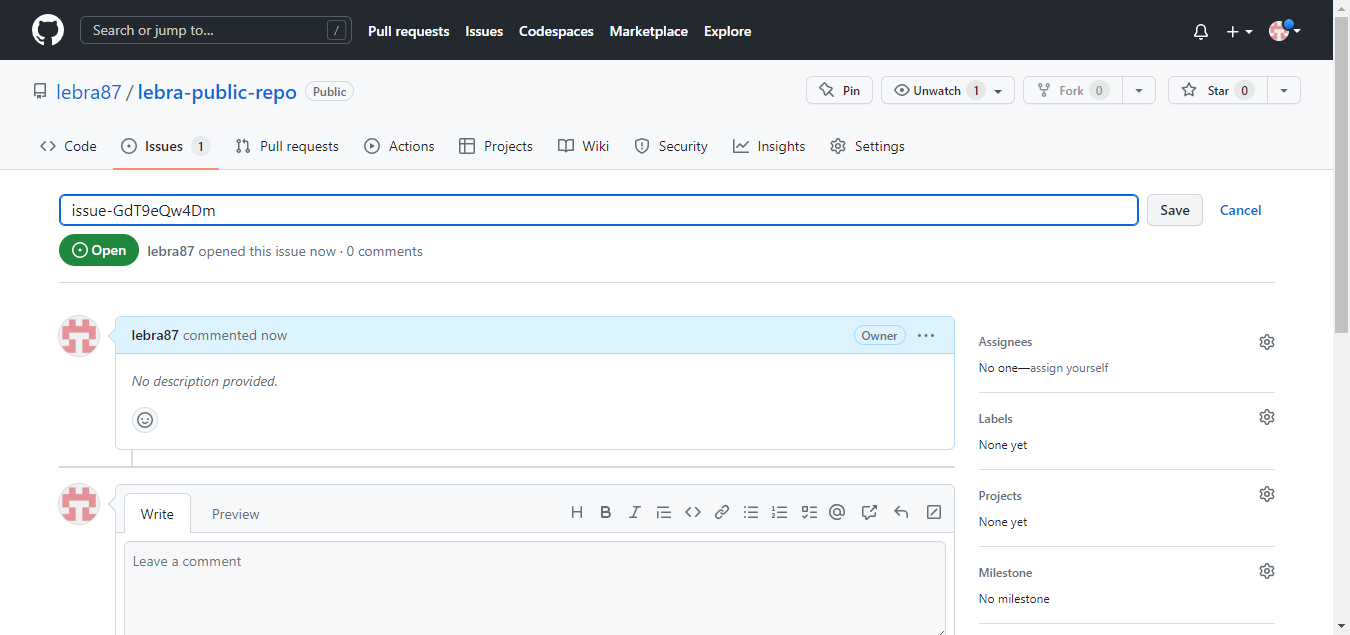 Search or jump to... /
Pull requests Issues Codespaces Marketplace Explore
lebra87 / lebra-public-repo Public
Pin
Unwatch 1
Fork 0
Star 0
Code
Issues 1
Pull requests
Actions
Projects
Wiki
Security
Insights
Settings
issue-GdT9eQw4Dm
Save
Cancel
Open
lebra87 opened this issue now · 0 comments
lebra87 commented now
Owner
No description provided.
Write
Preview
Leave a comment
Assignees
No one—assign yourself
Labels
None yet
Projects
None yet
Milestone
No milestone